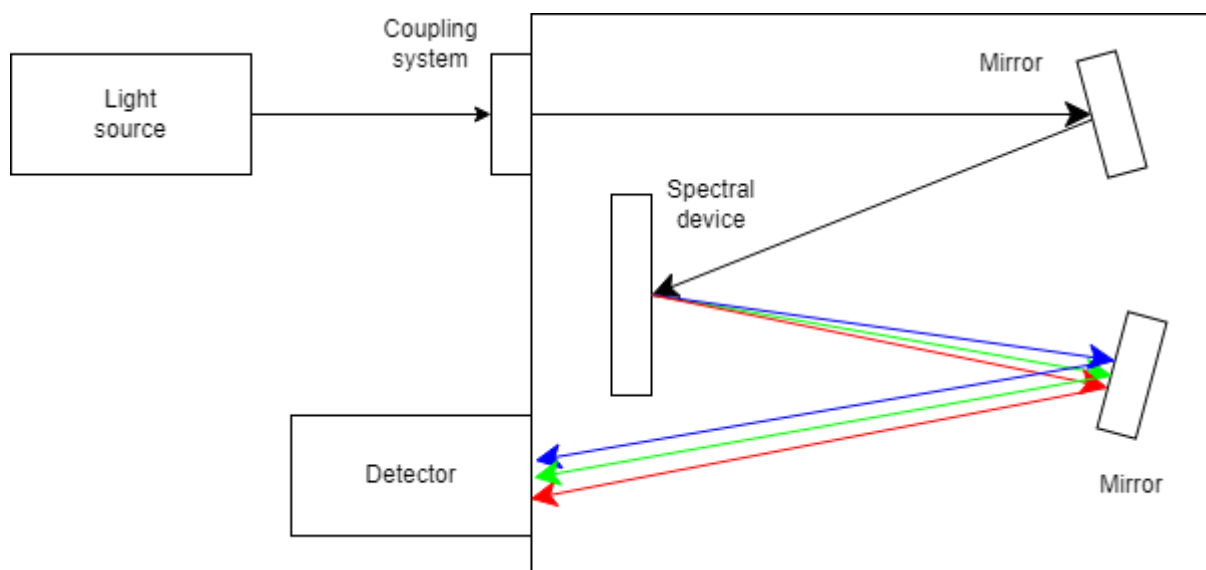 Coupling
system
Mirror
Light
source
Spectral
device
Detector
Mirror